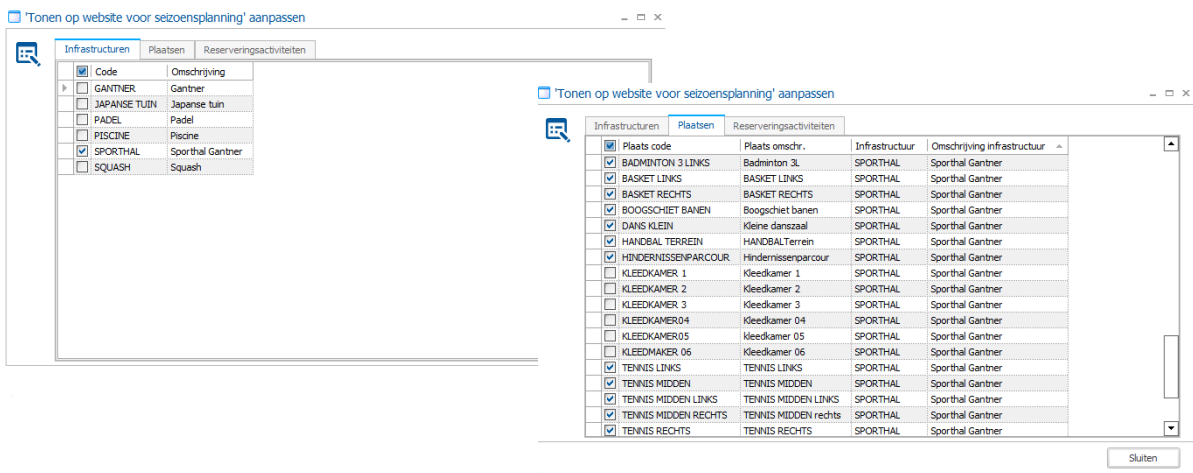 'Tonen op website voor seizoensplanning' aanpassen
Infrastructuren Plaatsen Reserveringsactiviteiten
Code Omschrijving
GANTNER Gantner
JAPANSE TUIN Japanse tuin
PADEL Padel
PISCINE Piscine
SPORTHAL Sporthal Gantner
SQUASH Squash
'Tonen op website voor seizoensplanning' aanpassen
Infrastructuren Plaatsen Reserveringsactiviteiten
Plaats code Plaats omschr. Infrastructuur Omschrijving infrastructuur
BADMINTON 3 LINKS Badminton 3L SPORTHAL Sporthal Gantner
BASKET LINKS BASKET LINKS SPORTHAL Sporthal Gantner
BASKET RECHTS BASKET RECHTS SPORTHAL Sporthal Gantner
BOOGSCHIET BANEN Boogschiet banen SPORTHAL Sporthal Gantner
DANS KLEIN Kleine danszaal SPORTHAL Sporthal Gantner
HANDBAL TERREIN HANDBALTerrein SPORTHAL Sporthal Gantner
HINDERNISSENPARCOUR Hindernissenparcour SPORTHAL Sporthal Gantner
KLEEDKAMER 1 Kleedkamer 1 SPORTHAL Sporthal Gantner
KLEEDKAMER 2 Kleedkamer 2 SPORTHAL Sporthal Gantner
KLEEDKAMER 3 Kleedkamer 3 SPORTHAL Sporthal Gantner
KLEEDKAMER04 Kleedkamer 04 SPORTHAL Sporthal Gantner
KLEEDKAMER05 kleedkamer 05 SPORTHAL Sporthal Gantner
KLEEDMAKER 06 Kleedkamer 06 SPORTHAL Sporthal Gantner
TENNIS LINKS TENNIS LINKS SPORTHAL Sporthal Gantner
TENNIS MIDDEN TENNIS MIDDEN SPORTHAL Sporthal Gantner
TENNIS MIDDEN LINKS TENNIS MIDDEN LINKS SPORTHAL Sporthal Gantner
TENNIS MIDDEN RECHTS TENNIS MIDDEN rechts SPORTHAL Sporthal Gantner
TENNIS RECHTS TENNIS RECHTS SPORTHAL Sporthal Gantner
Sluiten